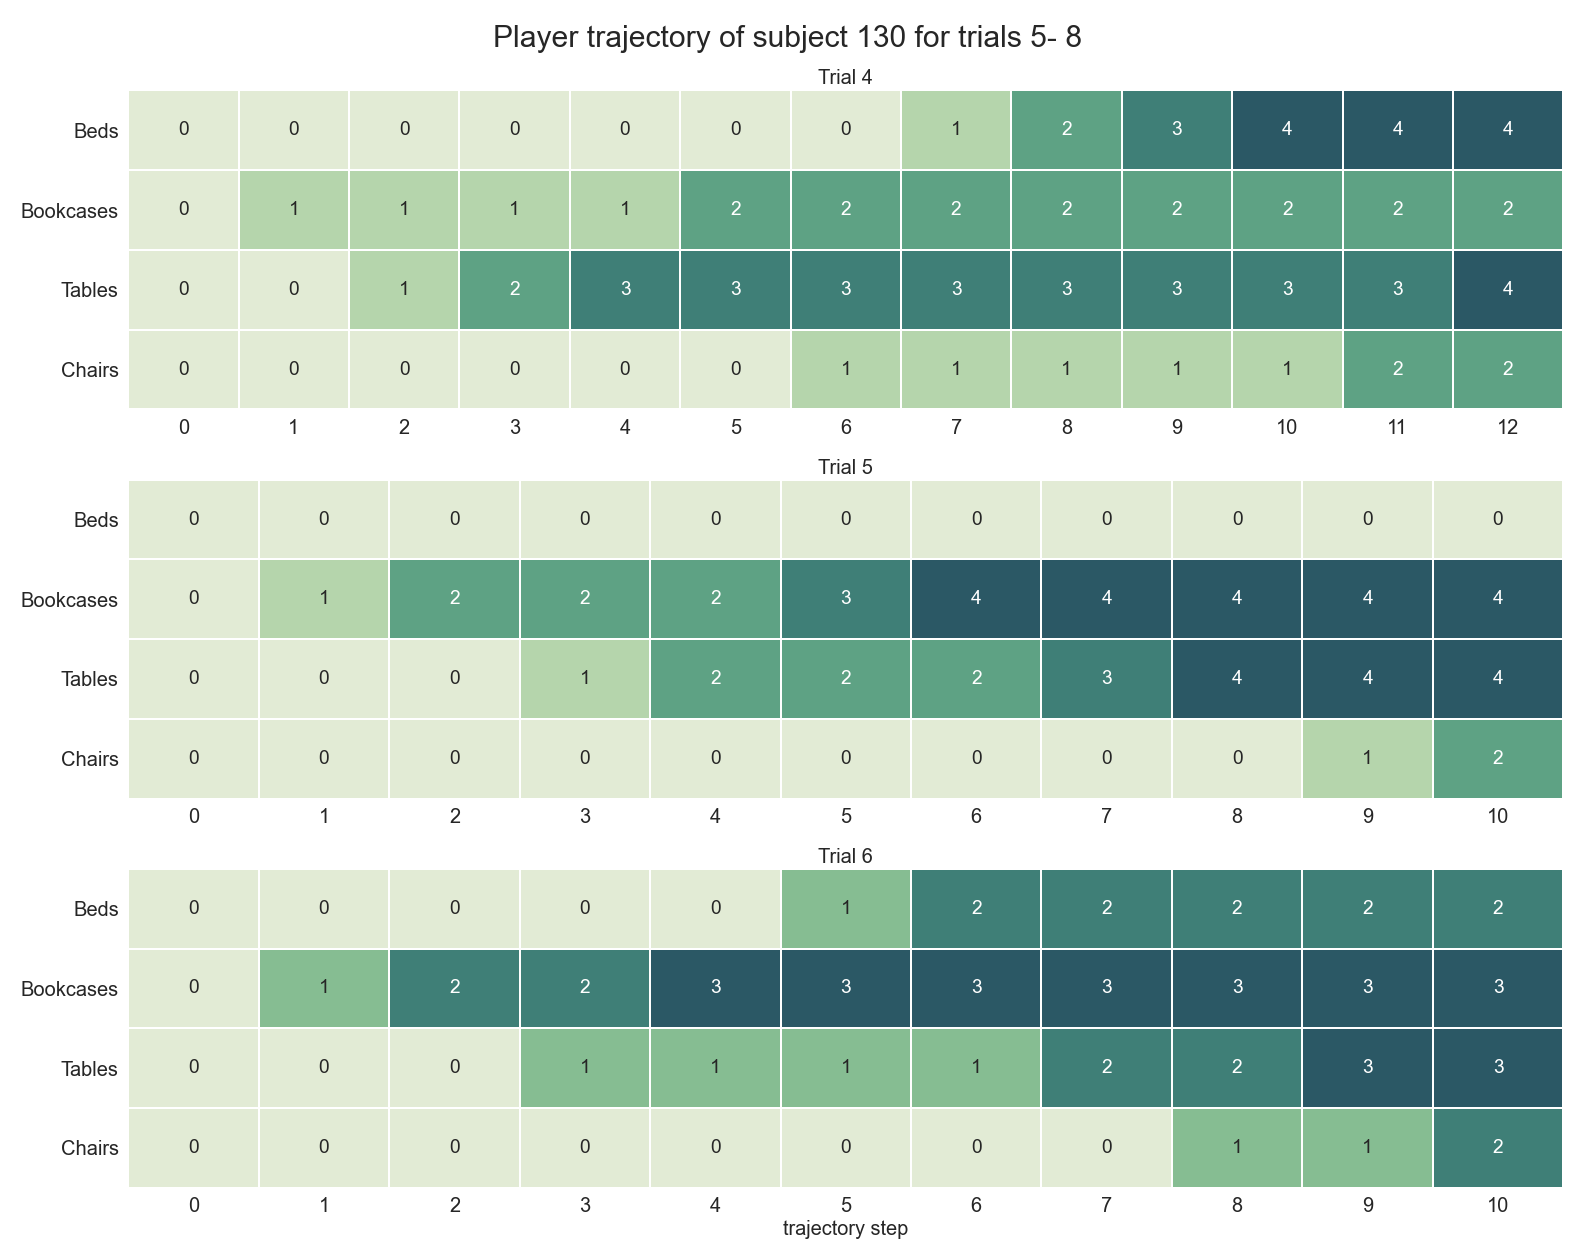 Player trajectory of subject 130 for trials 5- 8
Trial 4
Beds 0 0 0 0 0 0 0 1 2 3 4 4 4
Bookcases 0 1 1 1 1 2 2 2 2 2 2 2 2
Tables 0 0 1 2 3 3 3 3 3 3 3 3 4
Chairs 0 0 0 0 0 0 1 1 1 1 1 2 2
0 1 2 3 4 5 6 7 8 9 10 11 12
Trial 5
Beds 0 0 0 0 0 0 0 0 0 0 0
Bookcases 0 1 2 2 2 3 4 4 4 4 4
Tables 0 0 0 1 2 2 2 3 4 4 4
Chairs 0 0 0 0 0 0 0 0 0 1 2
0 1 2 3 4 5 6 7 8 9 10
Trial 6
Beds 0 0 0 0 0 1 2 2 2 2 2
Bookcases 0 1 2 2 3 3 3 3 3 3 3
Tables 0 0 0 1 1 1 1 2 2 3 3
Chairs 0 0 0 0 0 0 0 0 1 1 2
0 1 2 3 4 5 6 7 8 9 10
trajectory step